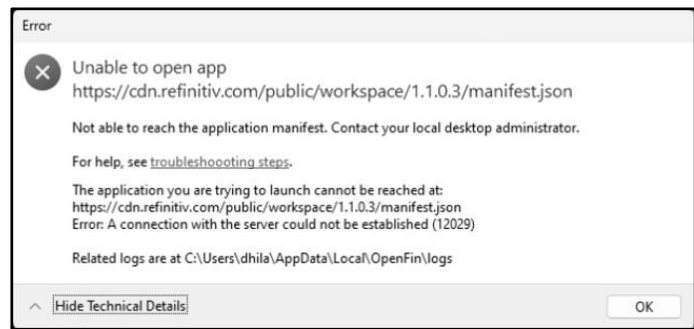 Error
Unable to open app
https://cdn.refinitiv.com/public/workspace/1.1.0.3/manifest.json
Not able to reach the application manifest. Contact your local desktop administrator.
For help, see troubleshoooting steps.
The application you are trying to launch cannot be reached at:
https://cdn.refinitiv.com/public/workspace/1.1.0.3/manifest.json
Error: A connection with the server could not be established (12029)
Related logs are at C:\Users\dhila\AppData\Local\OpenFin\logs
Hide Technical Details
OK